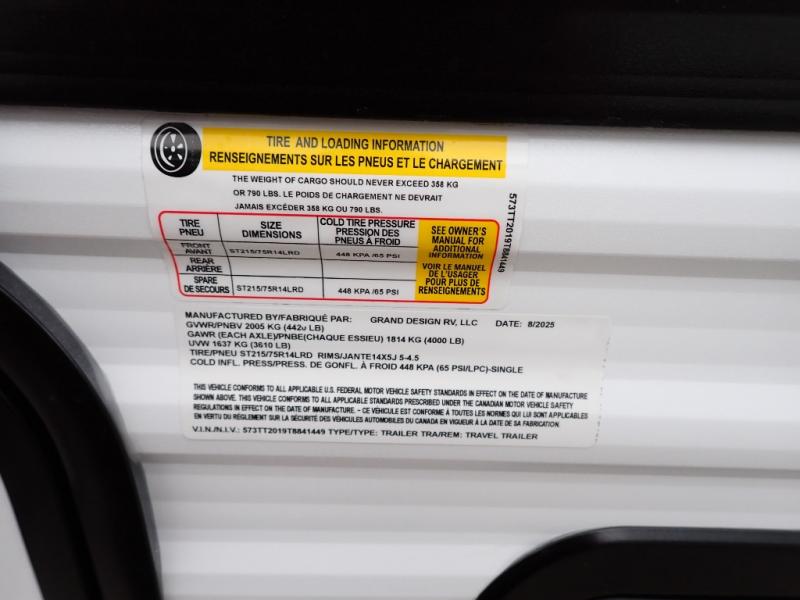 TIRE AND LOADING INFORMATION
RENSEIGNEMENTS SUR LES PNEUS ET LE CHARGEMENT
THE WEIGHT OF CARGO SHOULD NEVER EXCEED 358 KG
OR 790 LBS. LE POIDS DE CHARGEMENT NE DEVRAIT
JAMAIS EXCÉDER 358 KG OU 790 LBS.
TIRE
PNEU
SIZE
DIMENSIONS
COLD TIRE PRESSURE
PRESSION DES
PNEUS À FROID
SEE OWNER'S
MANUAL FOR
ADDITIONAL
INFORMATION
VOIR LE MANUEL
DE L'USAGER
POUR PLUS DE
RENSEIGNEMENTS
FRONT
AVANT
ST215/75R14LRD
448 KPA /65 PSI
REAR
ARRIÈRE
SPARE
DE SECOURS
ST215/75R14LRD
448 KPA /65 PSI
573TT2019T8841449
MANUFACTURED BY/FABRIQUÉ PAR: GRAND DESIGN RV, LLC DATE: 8/2025
GVWR/PNBV 2005 KG (4420 LB)
GAWR (EACH AXLE)/PNBE(CHAQUE ESSIEU) 1814 KG (4000 LB)
UVW 1637 KG (3610 LB)
TIRE/PNEU ST215/75R14LRD RIMS/JANTE14X5J 5-4.5
COLD INFL. PRESS/PRESS. DE GONFL. À FROID 448 KPA (65 PSI/LPC)-SINGLE
THIS VEHICLE CONFORMS TO ALL APPLICABLE U.S. FEDERAL MOTOR VEHICLE SAFETY STANDARDS IN EFFECT ON THE DATE OF MANUFACTURE
SHOWN ABOVE. THIS VEHICLE CONFORMS TO ALL APPLICABLE STANDARDS PRESCRIBED UNDER THE CANADIAN MOTOR VEHICLE SAFETY
REGULATIONS IN EFFECT ON THE DATE OF MANUFACTURE. - CE VÉHICULE EST CONFORME À TOUTES LES NORMES QUI LUI SONT APPLICABLES
EN VERTU DU RÈGLEMENT SUR LA SÉCURITÉ DES VÉHICULES AUTOMOBILES DU CANADA EN VIGUEUR À LA DATE DE SA FABRICATION.
V.I.N./N.I.V.: 573TT2019T8841449 TYPE/TYPE: TRAILER TRA/REM: TRAVEL TRAILER